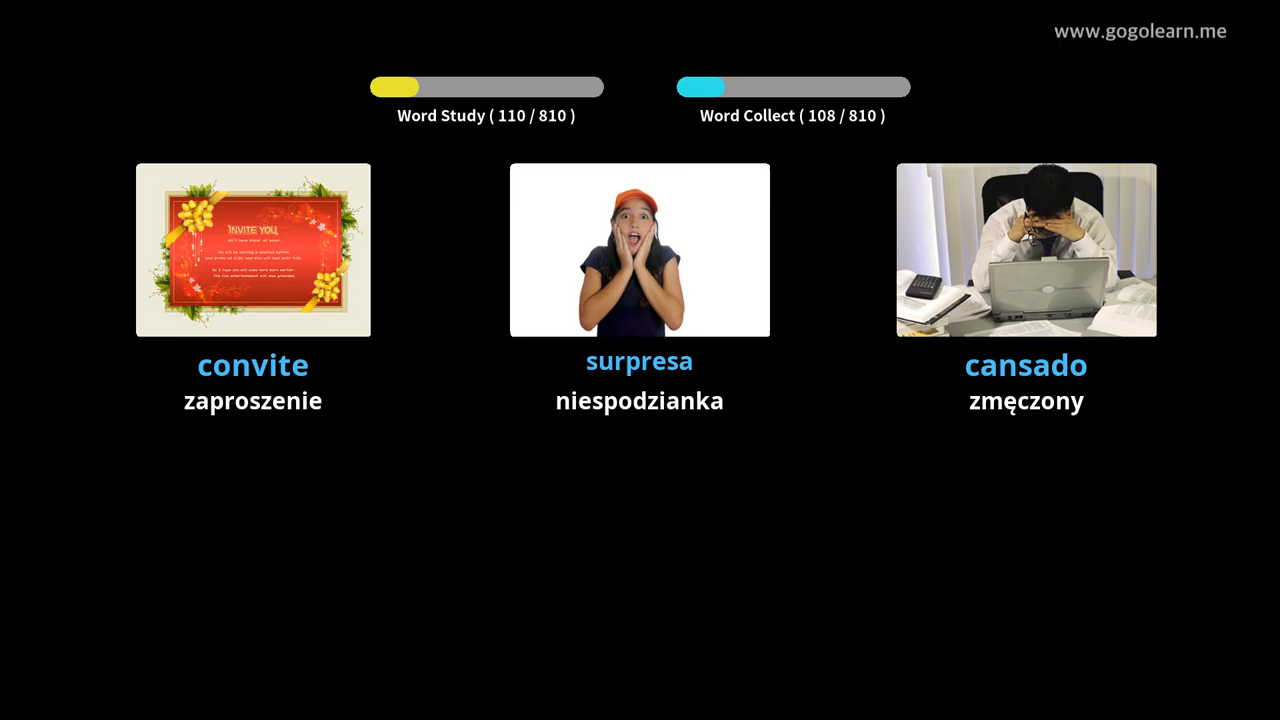 www.gogolearn.me
Word Study ( 110 / 810 )
Word Collect ( 108 / 810 )
INVITE YOU
convite
surpresa
cansado
zaproszenie
niespodzianka
zmęczony